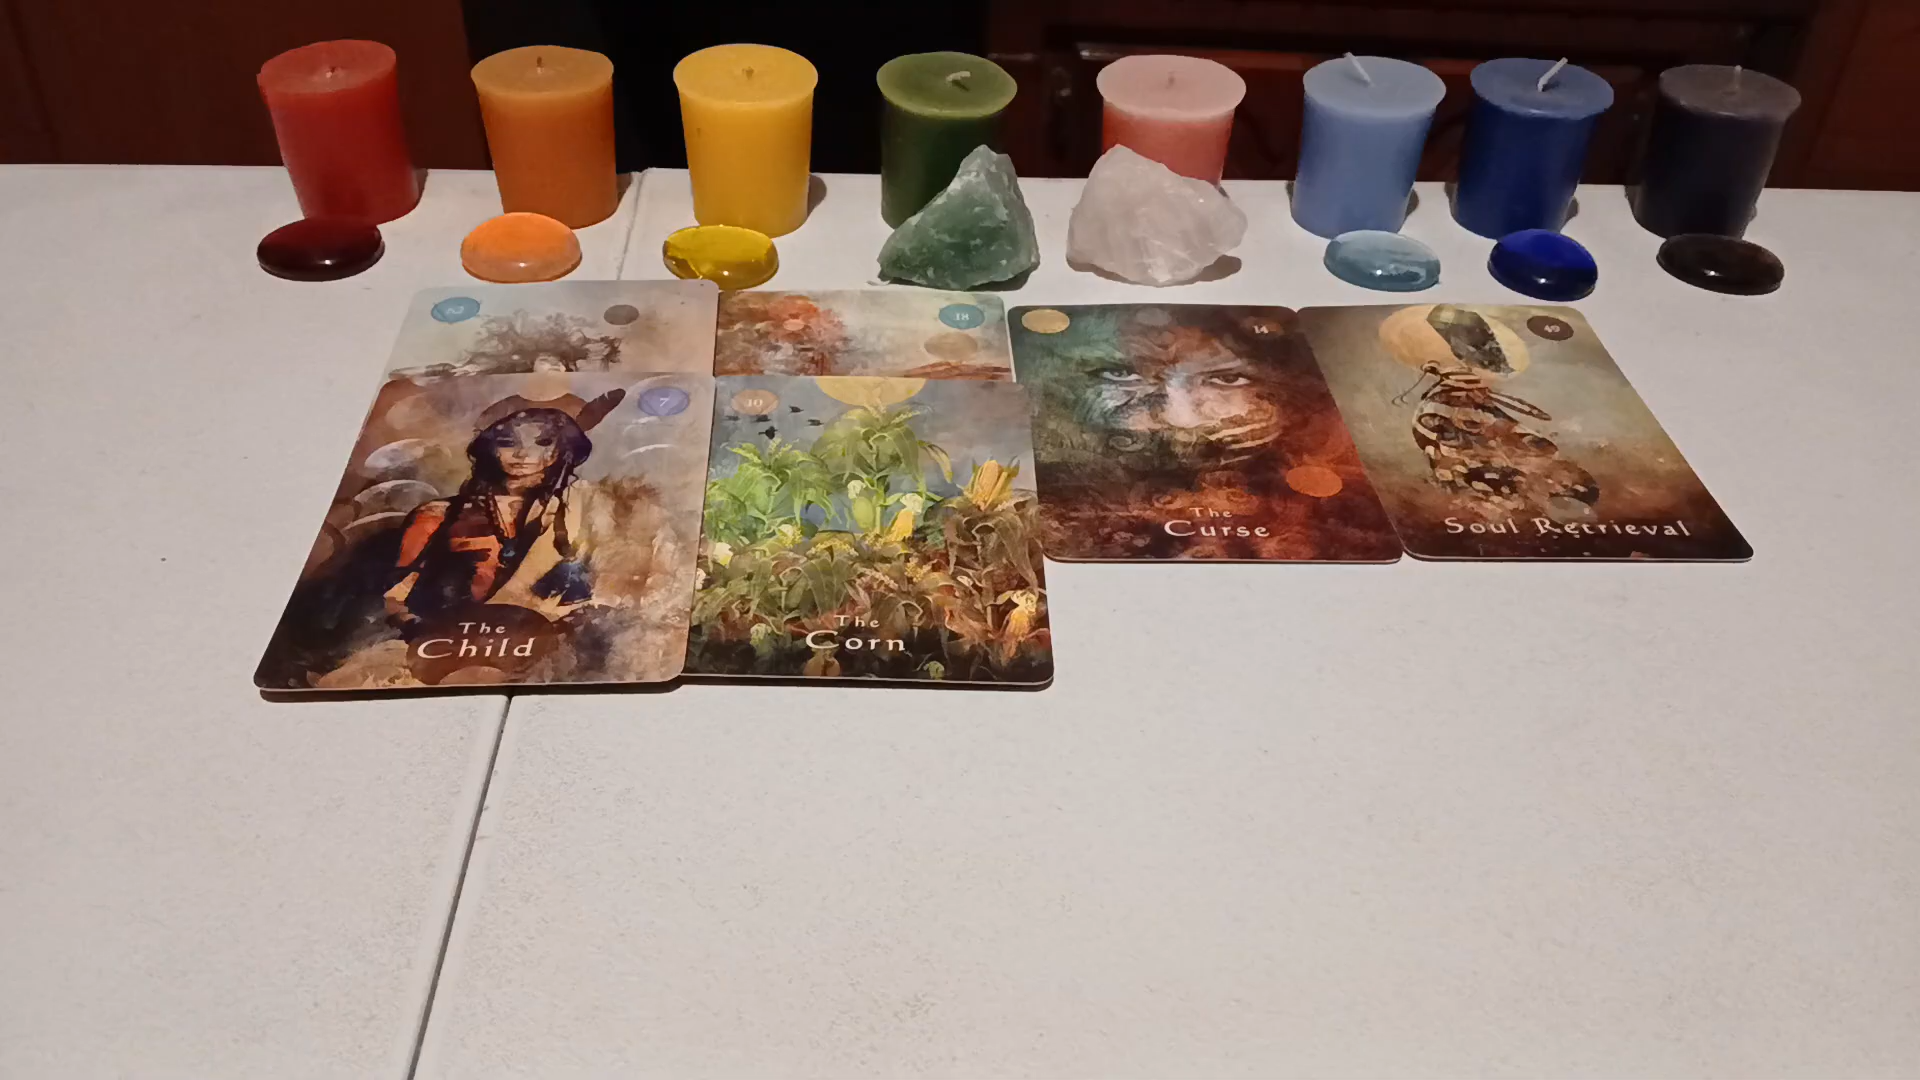 18
14
49
7
10
The
Curse
Soul Retrieval
The
Child
The
Corn